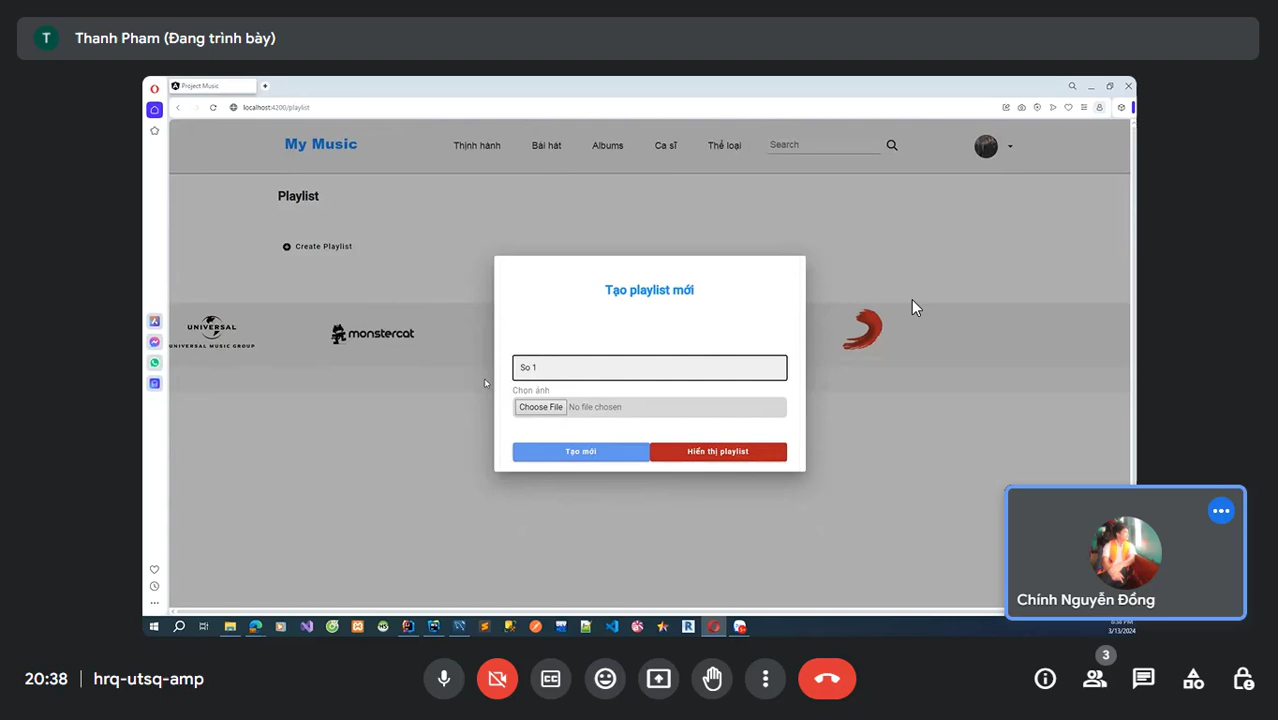 T Thanh Pham (Đang trình bày)
Project Music
localhost:4200/playlist
My Music
Thịnh hành
Bài hát
Albums
Ca sĩ
Thể loại
Search
Playlist
Create Playlist
Tạo playlist mới
UNIVERSAL
UNIVERSAL MUSIC GROUP
monstercat
So 1
Chọn ảnh
Choose File No file chosen
Tạo mới
Hiển thị playlist
Chính Nguyễn Đồng
3/13/2024
20:38 | hrq-utsq-amp
3